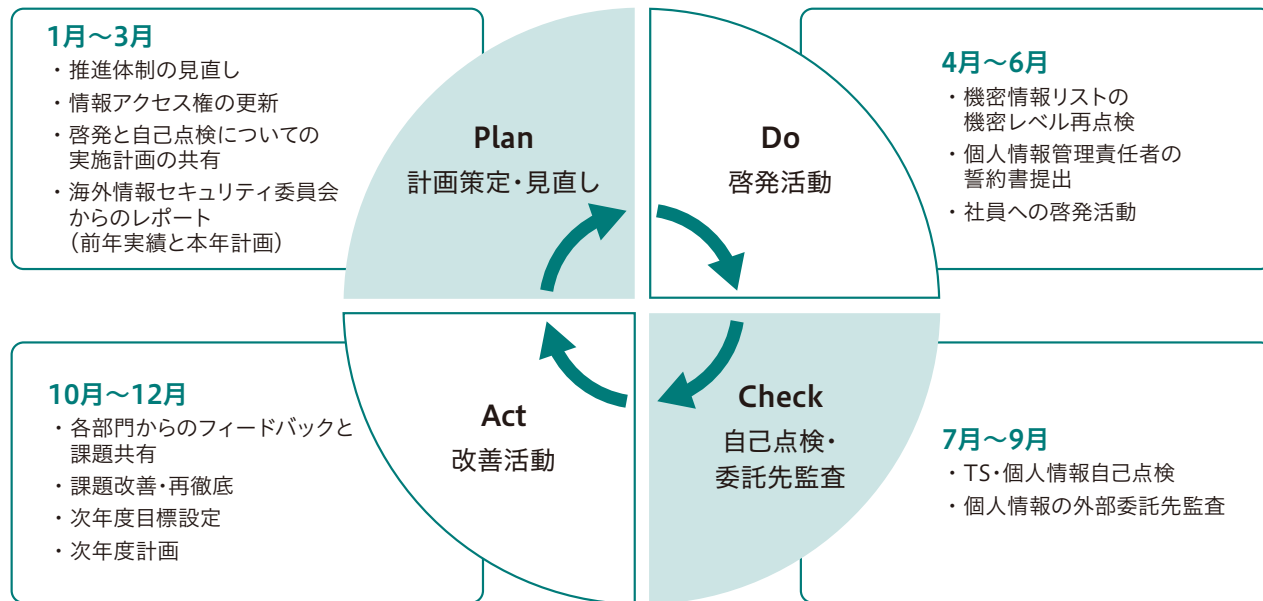 1月～3月
・推進体制の見直し
・情報アクセス権の更新
・啓発と自己点検についての
実施計画の共有
・海外情報セキュリティ委員会
からのレポート
（前年実績と本年計画）
Plan
計画策定・見直し
Do
啓発活動
4月～6月
・機密情報リストの
機密レベル再点検
・個人情報管理責任者の
誓約書提出
・社員への啓発活動
10月～12月
・各部門からのフィードバックと
課題共有
・課題改善・再徹底
・次年度目標設定
・次年度計画
Act
改善活動
Check
自己点検・
委託先監査
7月～9月
・TS・個人情報自己点検
・個人情報の外部委託先監査